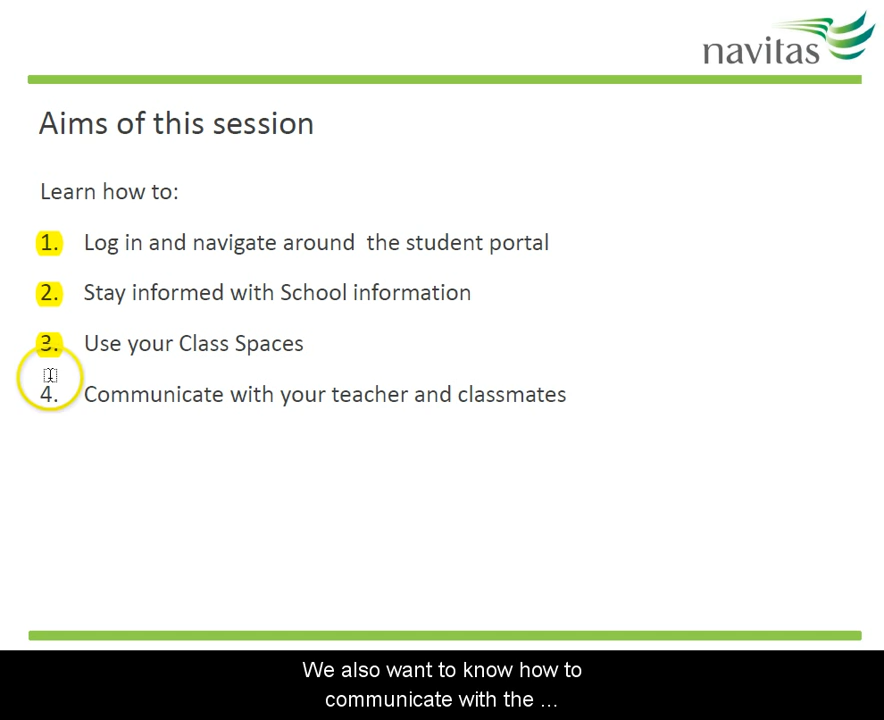 navitas
Aims of this session
Learn how to:
1. Log in and navigate around the student portal
2. Stay informed with School information
3. Use your Class Spaces
4. Communicate with your teacher and classmates
We also want to know how to
communicate with the ...